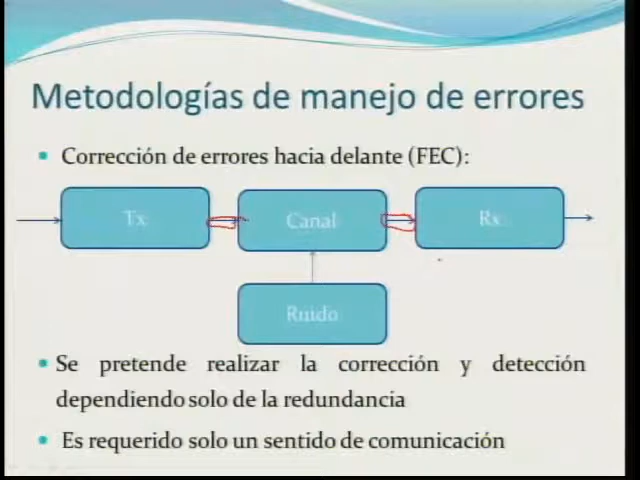 Metodologías de manejo de errores
Corrección de errores hacia delante (FEC):
Tx
Canal
Rx
Ruido
Se pretende realizar la corrección y detección
dependiendo solo de la redundancia
Es requerido solo un sentido de comunicación